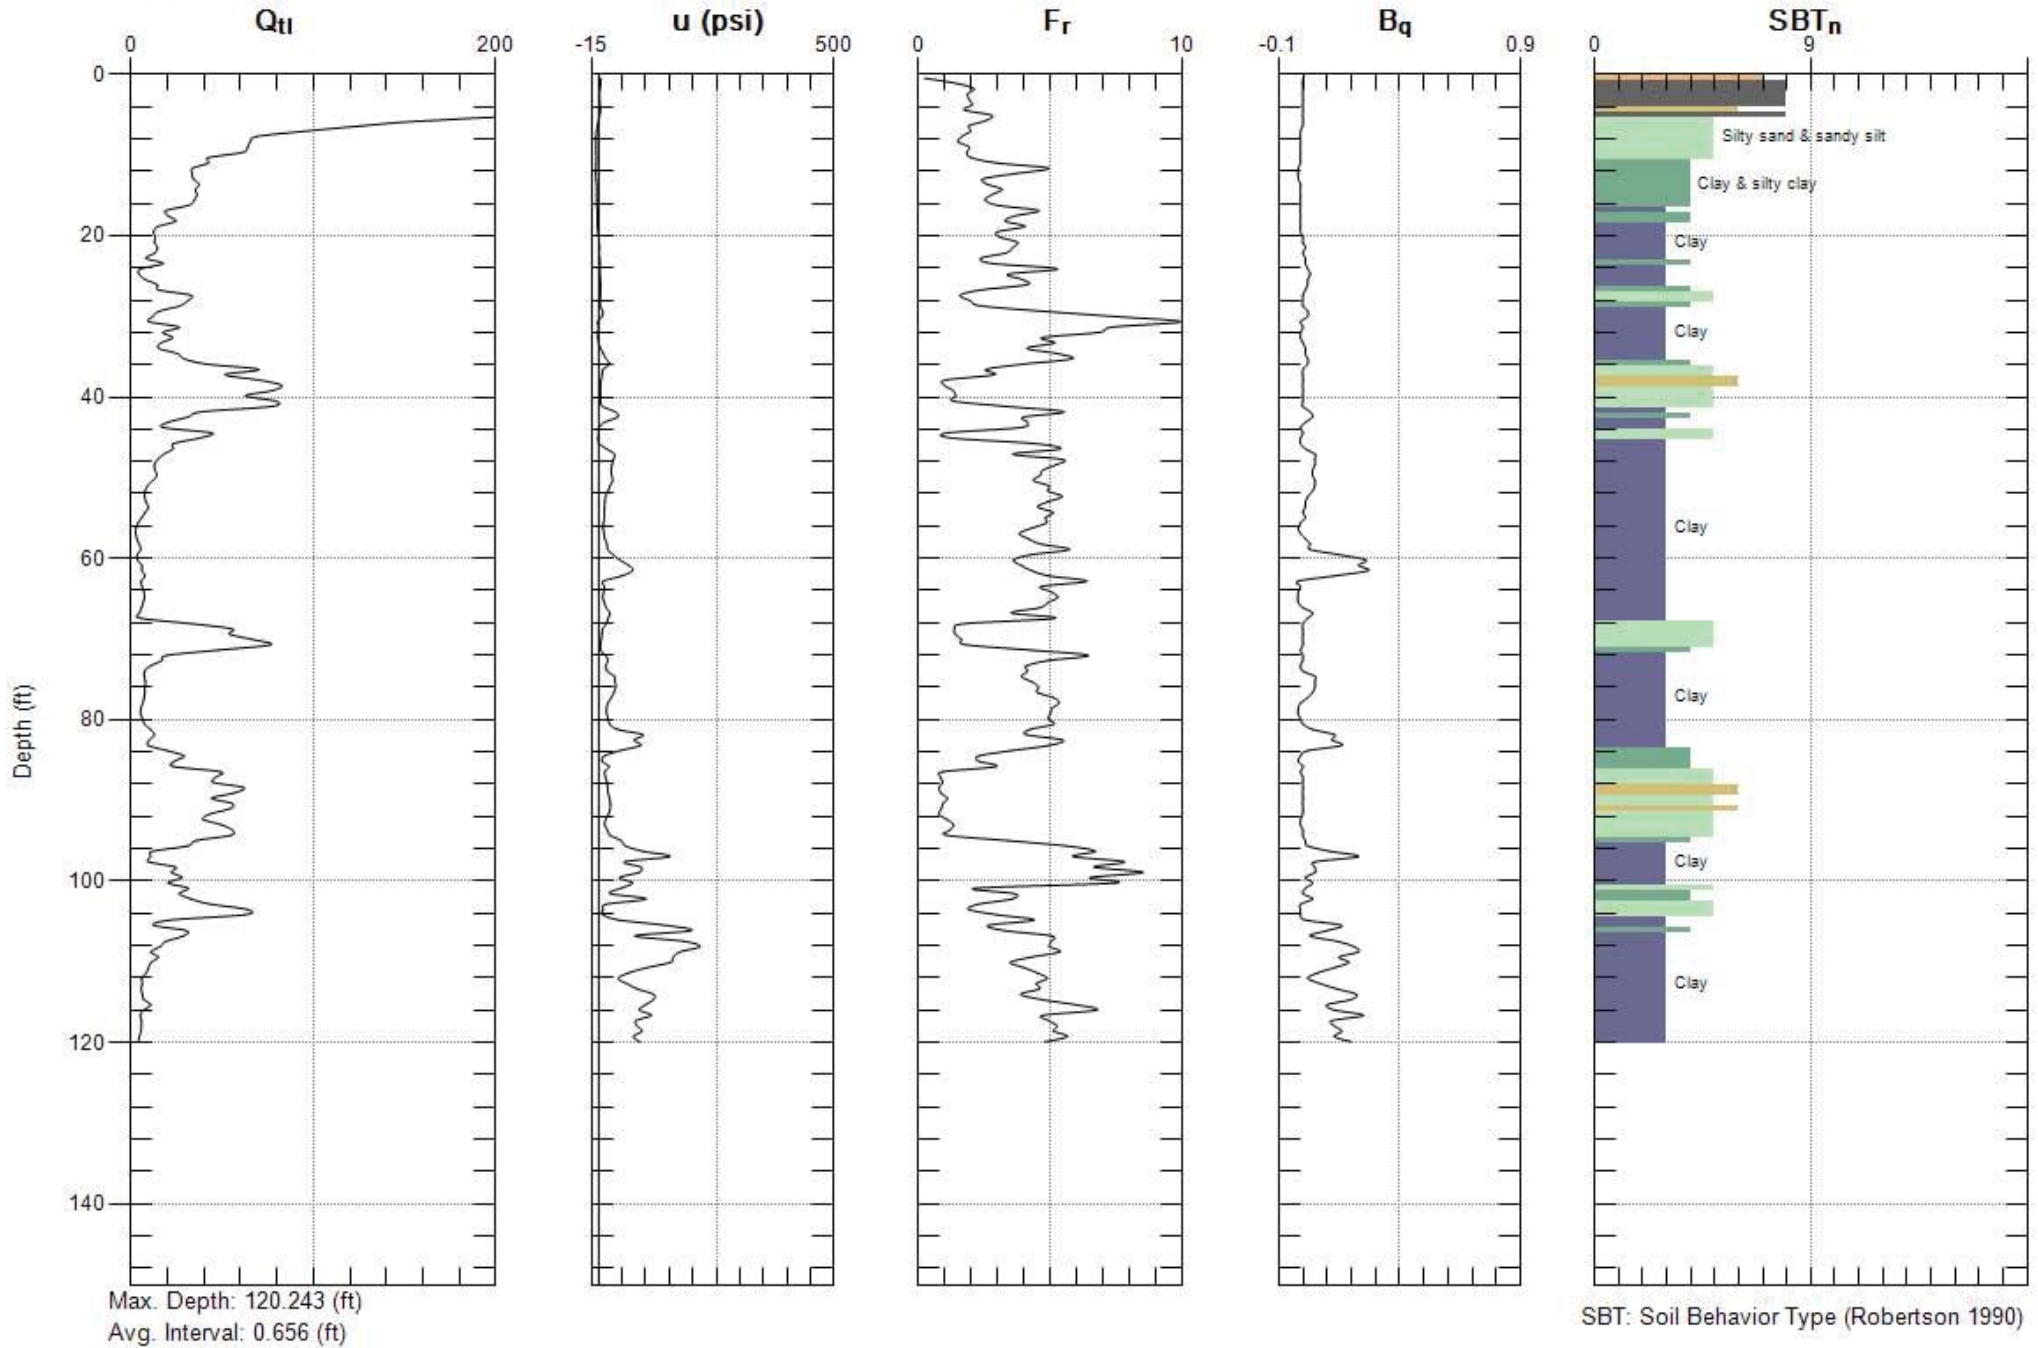 Qtl
u (psi)
Fr
Bq
SBTn
0 200
-15 500
0 10
-0.1 0.9
0 9
0
20
40
60
80
100
120
140
Depth (ft)
Silty sand & sandy silt
Clay & silty clay
Clay
Clay
Clay
Clay
Clay
Clay
Max. Depth: 120.243 (ft)
Avg. Interval: 0.656 (ft)
SBT: Soil Behavior Type (Robertson 1990)